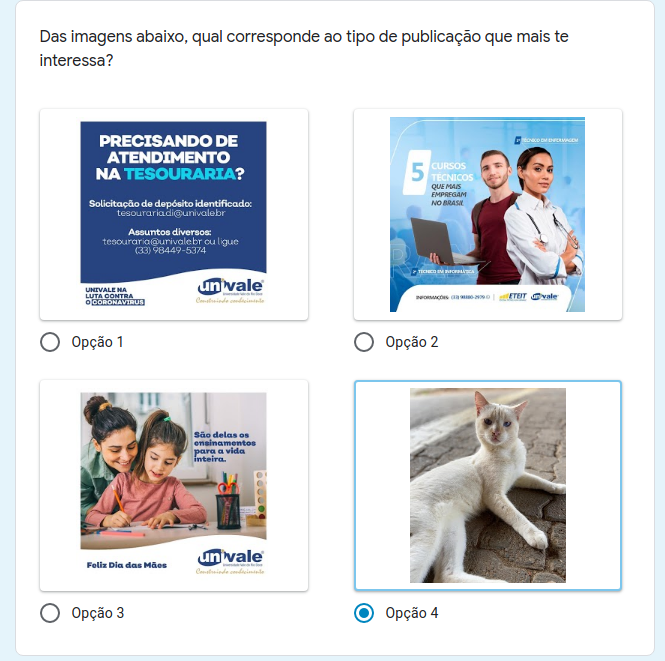 Das imagens abaixo, qual corresponde ao tipo de publicação que mais te
interessa?
PRECISANDO DE
ATENDIMENTO
NA TESOURARIA?
Solicitação de depósito identificado:
tesouraria.di@univale.br
Assuntos diversos:
tesouraria@univale.br ou ligue
(33) 98449-5374
UNIVALE NA
LUTA CONTRA
O CORONAVÍRUS
univale
Construindo conhecimento
Opção 1
TÉCNICO EM ENFERMAGEM
5 CURSOS
TÉCNICOS
QUE MAIS
EMPREGAM
NO BRASIL
TÉCNICO EM INFORMÁTICA
INFORMAÇÕES: (33) 98800-2979
ETEIT
univale
Opção 2
São delas os
ensinamentos
para a vida
inteira.
Feliz Dia das Mães
univale
Construindo conhecimento
Opção 3
Opção 4